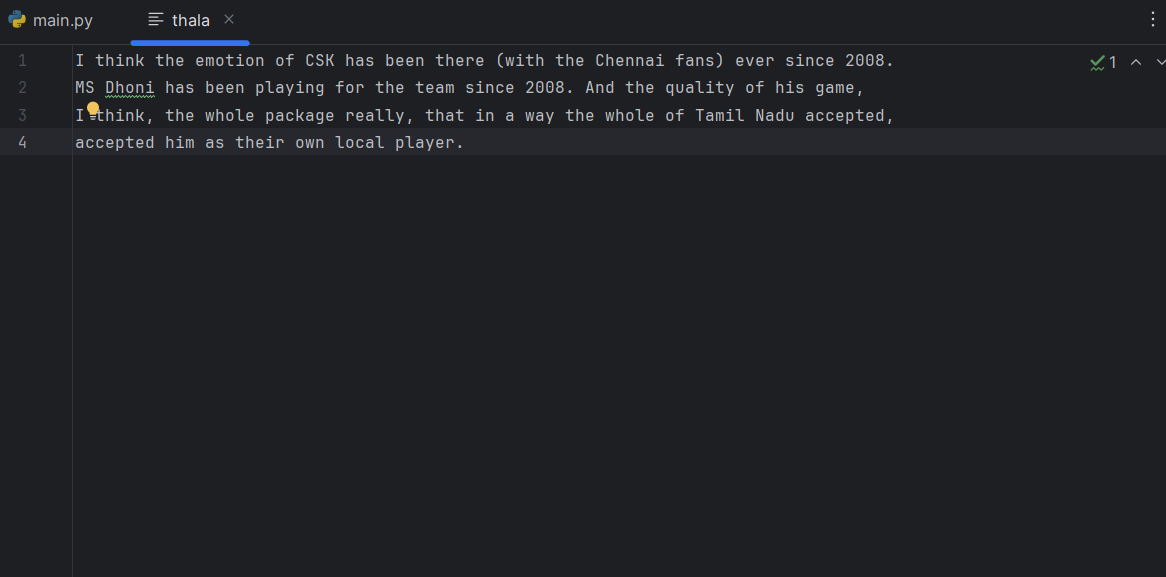 main.py thala
1
1 I think the emotion of CSK has been there (with the Chennai fans) ever since 2008.
2 MS Dhoni has been playing for the team since 2008. And the quality of his game,
3 I think, the whole package really, that in a way the whole of Tamil Nadu accepted,
4 accepted him as their own local player.